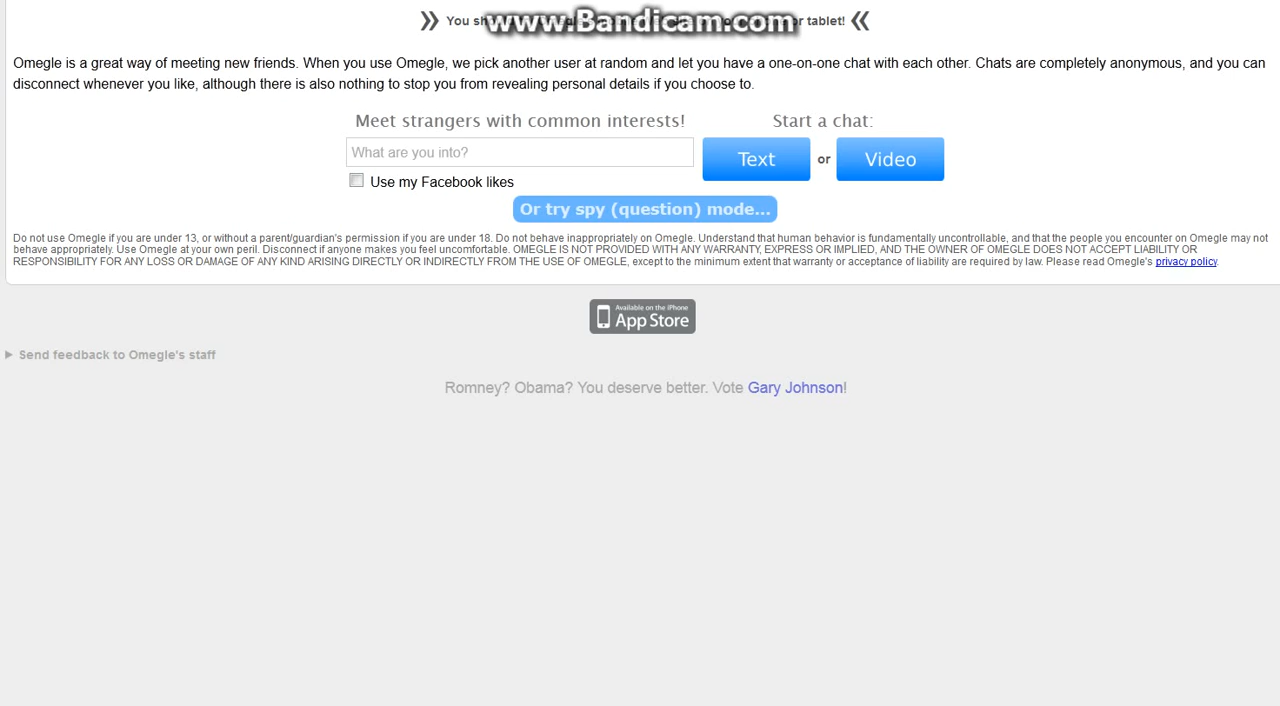 You
www.Bandicam.com
or tablet!
Omegle is a great way of meeting new friends. When you use Omegle, we pick another user at random and let you have a one-on-one chat with each other. Chats are completely anonymous, and you can
disconnect whenever you like, although there is also nothing to stop you from revealing personal details if you choose to.
Meet strangers with common interests!
Start a chat:
What are you into?
Text or Video
Use my Facebook likes
Or try spy (question) mode...
Do not use Omegle if you are under 13, or without a parent/guardian's permission if you are under 18. Do not behave inappropriately on Omegle. Understand that human behavior is fundamentally uncontrollable, and that the people you encounter on Omegle may not
behave appropriately. Use Omegle at your own peril. Disconnect if anyone makes you feel uncomfortable. OMEGLE IS NOT PROVIDED WITH ANY WARRANTY, EXPRESS OR IMPLIED, AND THE OWNER OF OMEGLE DOES NOT ACCEPT LIABILITY OR
RESPONSIBILITY FOR ANY LOSS OR DAMAGE OF ANY KIND ARISING DIRECTLY OR INDIRECTLY FROM THE USE OF OMEGLE, except to the minimum extent that warranty or acceptance of liability are required by law. Please read Omegle's privacy policy.
Available on the iPhone
App Store
Send feedback to Omegle's staff
Romney? Obama? You deserve better. Vote Gary Johnson!